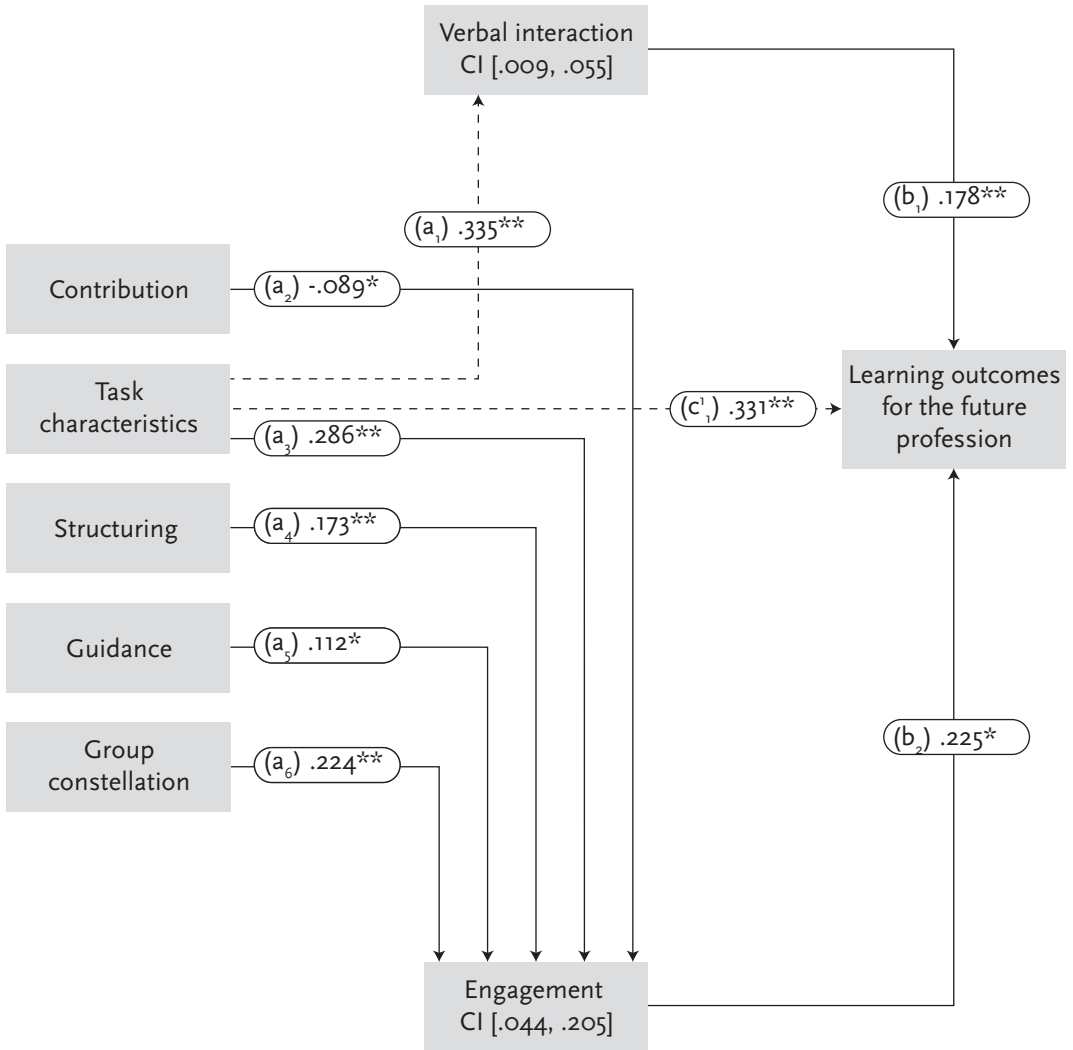 Verbal interaction
CI [.009, .055]
(b₁) .178**
(a₁) .335**
Contribution
(a₂) -.089*
Task
characteristics
(c¹₁) .331**
(a₃) .286**
Learning outcomes
for the future
profession
Structuring
(a₄) .173**
Guidance
(a₅) .112*
Group
constellation
(a₆) .224**
(b₂) .225*
Engagement
CI [.044, .205]